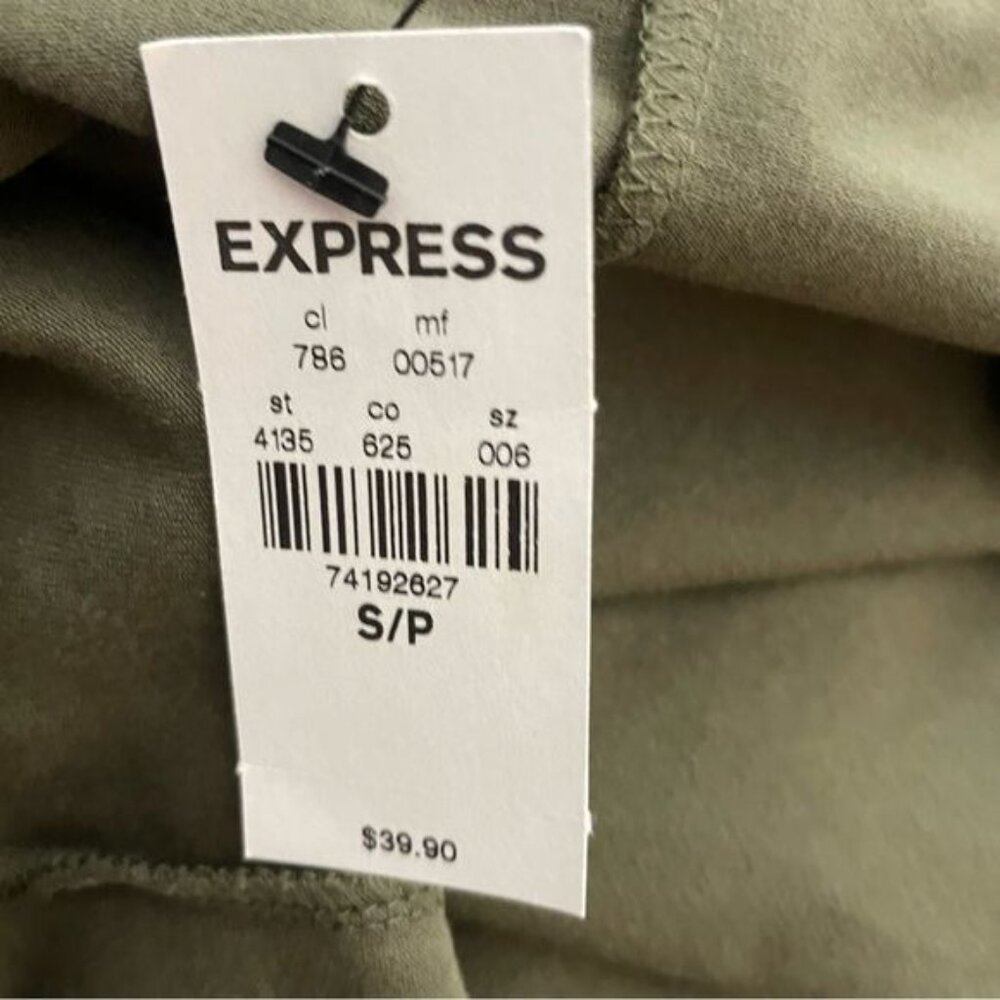 EXPRESS
cl mf
786 00517
st co sz
4135 625 006
74192627
S/P
$39.90